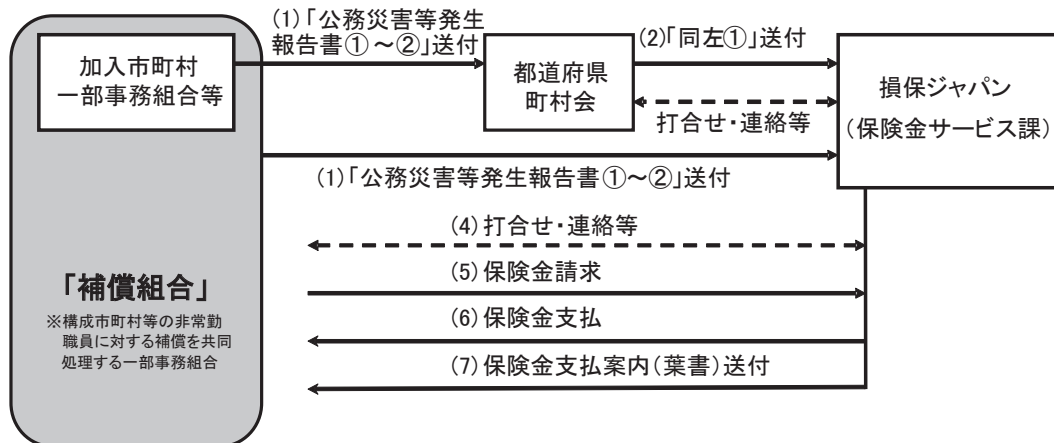 (1)「公務災害等発生
報告書①～②」送付
加入市町村
一部事務組合等
都道府県
町村会
(2)「同左①」送付
打合せ・連絡等
損保ジャパン
(保険金サービス課)
(1)「公務災害等発生報告書①～②」送付
(4) 打合せ・連絡等
(5) 保険金請求
(6) 保険金支払
(7) 保険金支払案内(葉書)送付
「補償組合」
※構成市町村等の非常勤
職員に対する補償を共同
処理する一部事務組合